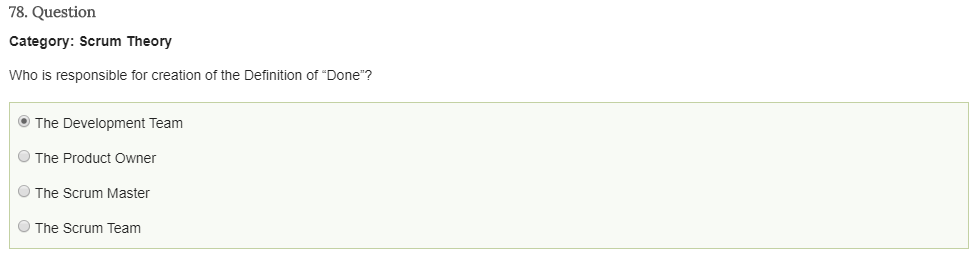 78. Question
Category: Scrum Theory
Who is responsible for creation of the Definition of “Done”?
The Development Team
The Product Owner
The Scrum Master
The Scrum Team